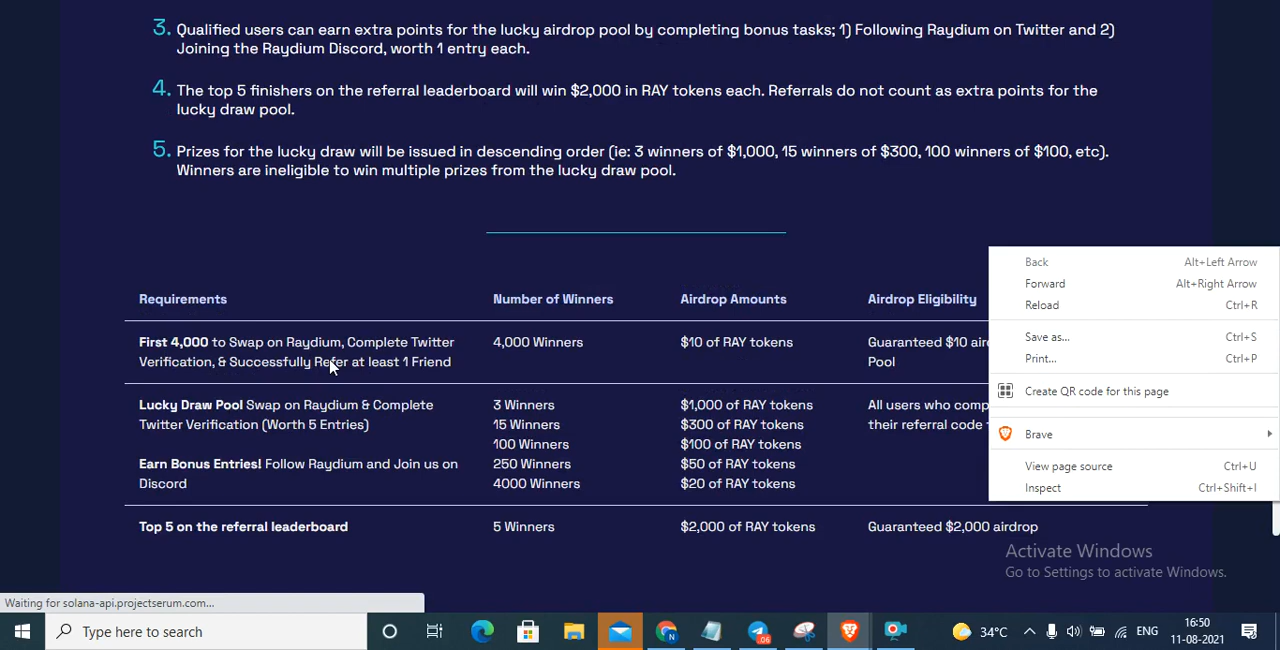 3. Qualified users can earn extra points for the lucky airdrop pool by completing bonus tasks; 1) Following Raydium on Twitter and 2)
Joining the Raydium Discord, worth 1 entry each.
4. The top 5 finishers on the referral leaderboard will win $2,000 in RAY tokens each. Referrals do not count as extra points for the
lucky draw pool.
5. Prizes for the lucky draw will be issued in descending order (ie: 3 winners of $1,000, 15 winners of $300, 100 winners of $100, etc).
Winners are ineligible to win multiple prizes from the lucky draw pool.
Requirements Number of Winners Airdrop Amounts Airdrop Eligibility
First 4,000 to Swap on Raydium, Complete Twitter 4,000 Winners $10 of RAY tokens Guaranteed $10
Verification, & Successfully Refer at least 1 Friend Pool
Lucky Draw Pool Swap on Raydium & Complete 3 Winners $1,000 of RAY tokens All users who
Twitter Verification (Worth 5 Entries) 15 Winners $300 of RAY tokens their referral code
100 Winners $100 of RAY tokens
Earn Bonus Entries! Follow Raydium and Join us on 250 Winners $50 of RAY tokens
Discord 4000 Winners $20 of RAY tokens
Top 5 on the referral leaderboard 5 Winners $2,000 of RAY tokens Guaranteed $2,000 airdrop
Back Alt+Left Arrow
Forward Alt+Right Arrow
Reload Ctrl+R
Save as... Ctrl+S
Print... Ctrl+P
Create QR code for this page
Brave
View page source Ctrl+U
Inspect Ctrl+Shift+I
Activate Windows
Go to Settings to activate Windows.
Waiting for solana-api.projectserum.com...
Type here to search
N
06
34°C
ENG
16:50
11-08-2021